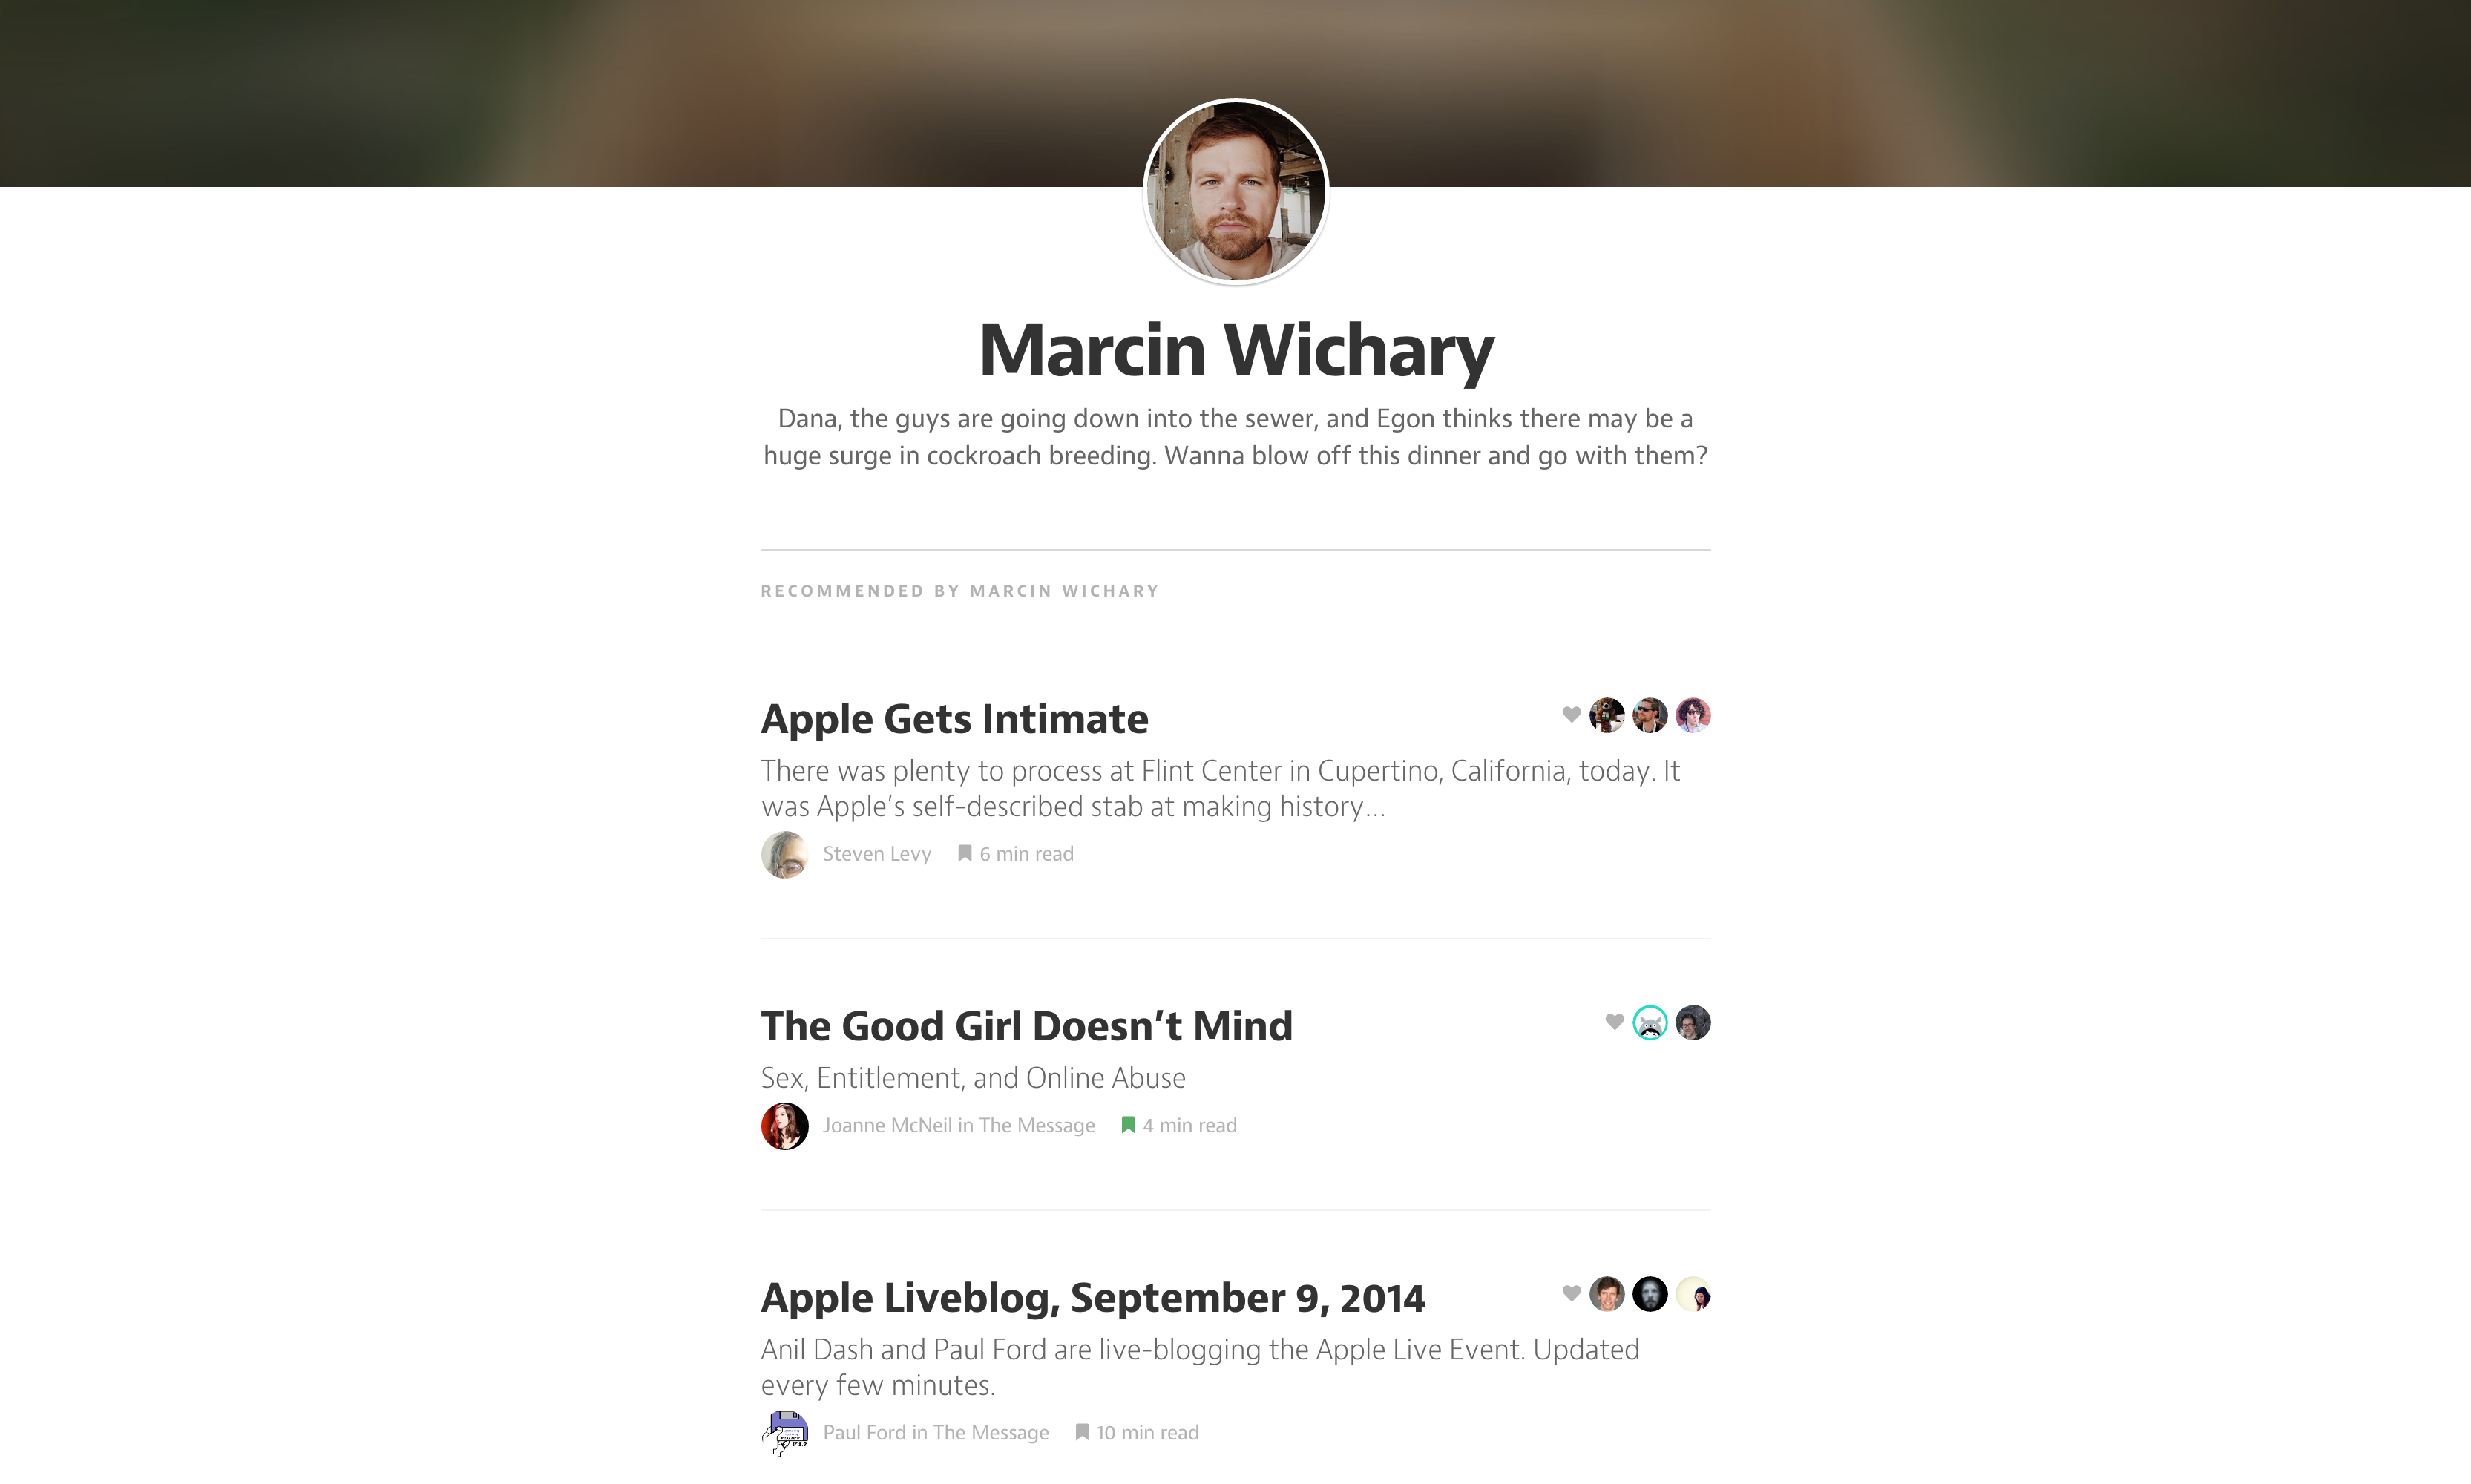 Marcin Wichary
Dana, the guys are going down into the sewer, and Egon thinks there may be a
huge surge in cockroach breeding. Wanna blow off this dinner and go with them?
RECOMMENDED BY MARCIN WICHARY
Apple Gets Intimate
There was plenty to process at Flint Center in Cupertino, California, today. It
was Apple’s self-described stab at making history…
Steven Levy 6 min read
The Good Girl Doesn’t Mind
Sex, Entitlement, and Online Abuse
Joanne McNeil in The Message 4 min read
Apple Liveblog, September 9, 2014
Anil Dash and Paul Ford are live-blogging the Apple Live Event. Updated
every few minutes.
Paul Ford in The Message 10 min read